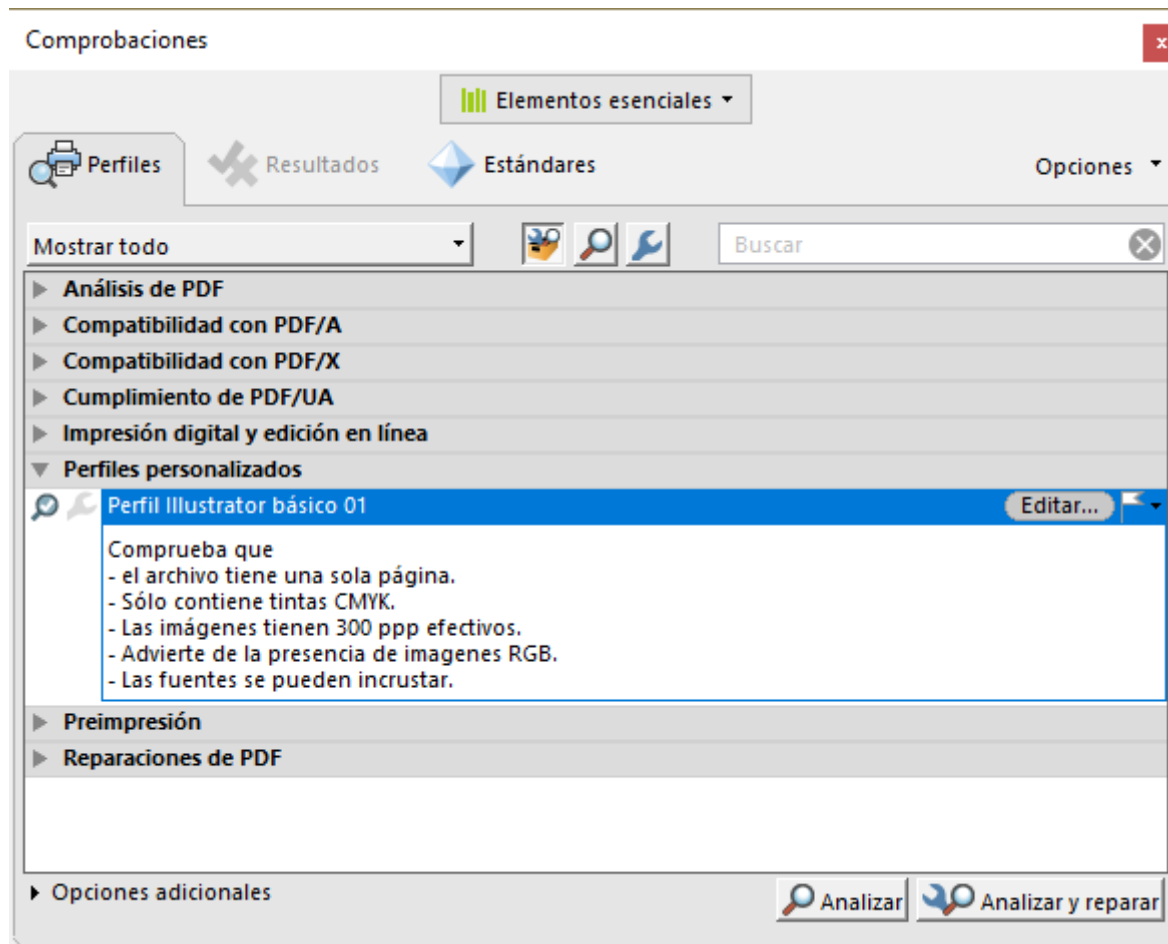 Comprobaciones
x
Elementos esenciales
Perfiles
Resultados
Estándares
Opciones
Mostrar todo
Buscar
Análisis de PDF
Compatibilidad con PDF/A
Compatibilidad con PDF/X
Cumplimiento de PDF/UA
Impresión digital y edición en línea
Perfiles personalizados
Perfil Illustrator básico 01
Editar...
Comprueba que
- el archivo tiene una sola página.
- Sólo contiene tintas CMYK.
- Las imágenes tienen 300 ppp efectivos.
- Advierte de la presencia de imagenes RGB.
- Las fuentes se pueden incrustar.
Preimpresión
Reparaciones de PDF
Opciones adicionales
Analizar
Analizar y reparar